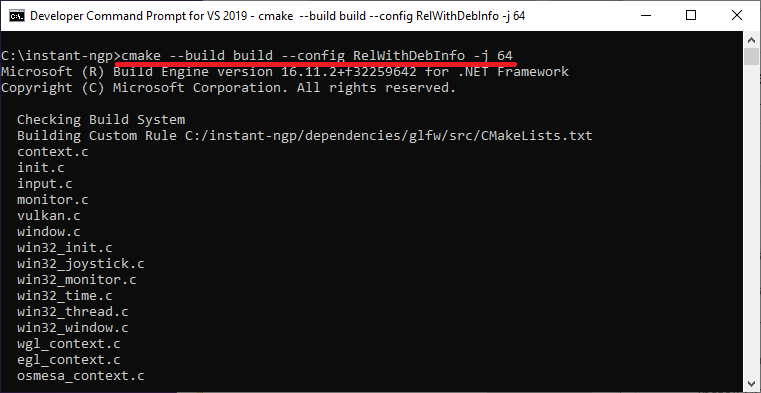 Developer Command Prompt for VS 2019 - cmake --build build --config RelWithDebInfo -j 64
C:\instant-ngp>cmake --build build --config RelWithDebInfo -j 64
Microsoft (R) Build Engine version 16.11.2+f32259642 for .NET Framework
Copyright (C) Microsoft Corporation. All rights reserved.
Checking Build System
Building Custom Rule C:/instant-ngp/dependencies/glfw/src/CMakeLists.txt
context.c
init.c
input.c
monitor.c
vulkan.c
window.c
win32_init.c
win32_joystick.c
win32_monitor.c
win32_time.c
win32_thread.c
win32_window.c
wgl_context.c
egl_context.c
osmesa_context.c